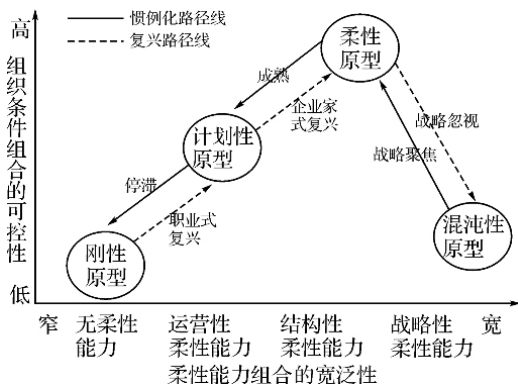 高
惯例化路径线
复兴路径线
柔性
原型
成熟
企业家
式复兴
战略忽视
战略聚焦
计划性
原型
停滞
职业式
复兴
刚性
原型
混沌性
原型
组织条件组合的可控性
低
窄
无柔性
能力
运营性
柔性能力
结构性
柔性能力
战略性
柔性能力
宽
柔性能力组合的宽泛性